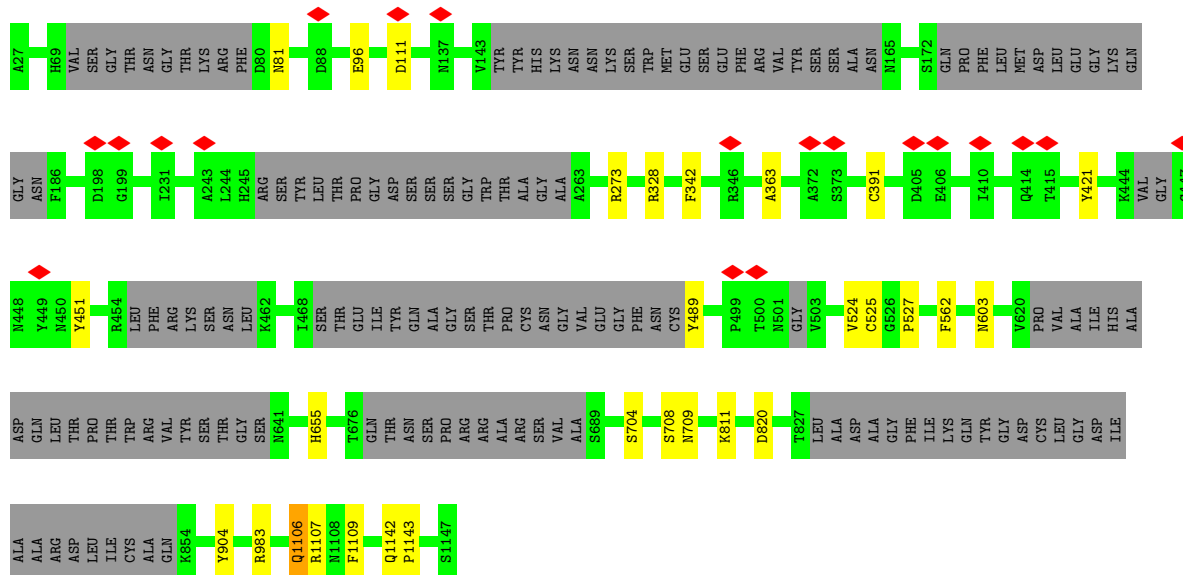 A27 H69 VAL SER GLY THR ASN GLY THR LYS ARG PHE D80 N81 D88 E96 D111 N137 V143 TYR TYR HIS LYS ASN ASN LYS SER TRP MET GLU SER GLU PHE ARG VAL TYR SER SER ALA ASN N165 S172 GLN PRO PHE LEU MET ASP LEU GLU GLY LYS GLN
GLY ASN F186 D198 G199 I231 A243 L244 H245 ARG SER TYR LEU THR PRO GLY ASP SER SER SER GLY TRP THR ALA GLY ALA A263 R273 R328 F342 R346 A363 A372 S373 C391 D405 E406 I410 Q414 T415 Y421 K444 VAL GLY
N448 Y449 N450 Y451 R454 LEU PHE ARG LYS SER ASN LEU K462 I468 SER THR GLU ILE TYR GLN ALA GLY SER THR PRO CYS ASN GLY VAL GLU GLY PHE ASN CYS Y489 P499 T500 N501 GLY V503 V524 C525 G526 P527 F562 N603 V620 PRO VAL ALA ILE HIS ALA
ASP GLN LEU THR PRO THR TRP ARG VAL TYR SER THR GLY SER N641 H655 T676 GLN THR ASN SER PRO ARG ARG ALA ARG SER VAL ALA S689 S704 S708 N709 K811 D820 T827 LEU ALA ASP ALA GLY PHE ILE LYS GLN TYR GLY ASP CYS LEU GLY ASP ILE
ALA ALA ARG ASP LEU ILE CYS ALA GLN K854 Y904 R983 Q1106 R1107 N1108 F1109 Q1142 P1143 S1147